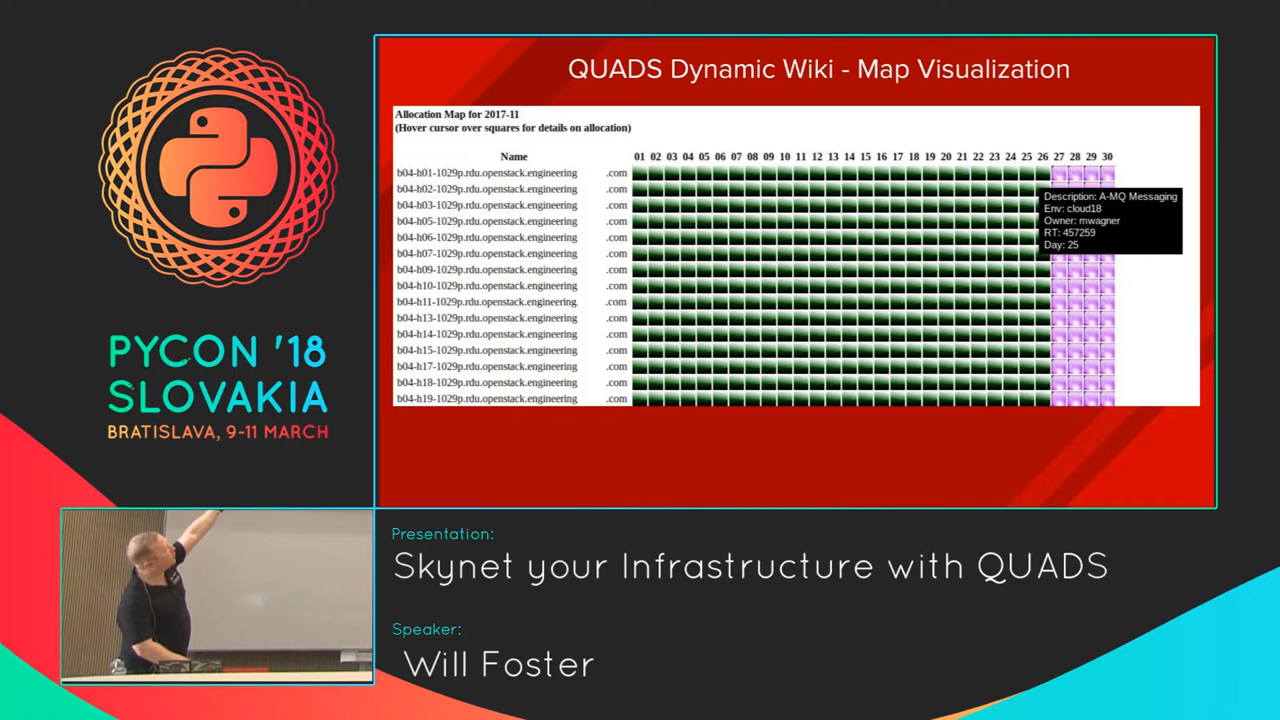 PYCON '18
SLOVAKIA
BRATISLAVA, 9-11 MARCH
QUADS Dynamic Wiki - Map Visualization
Allocation Map for 2017-11
(Hover cursor over squares for details on allocation)
Name 01 02 03 04 05 06 07 08 09 10 11 12 13 14 15 16 17 18 19 20 21 22 23 24 25 26 27 28 29 30
b04-h01-1029p.rdu.openstack.engineering .com
b04-h02-1029p.rdu.openstack.engineering .com
b04-h03-1029p.rdu.openstack.engineering .com
b04-h05-1029p.rdu.openstack.engineering .com
b04-h06-1029p.rdu.openstack.engineering .com
b04-h07-1029p.rdu.openstack.engineering .com
b04-h09-1029p.rdu.openstack.engineering .com
b04-h10-1029p.rdu.openstack.engineering .com
b04-h11-1029p.rdu.openstack.engineering .com
b04-h13-1029p.rdu.openstack.engineering .com
b04-h14-1029p.rdu.openstack.engineering .com
b04-h15-1029p.rdu.openstack.engineering .com
b04-h17-1029p.rdu.openstack.engineering .com
b04-h18-1029p.rdu.openstack.engineering .com
b04-h19-1029p.rdu.openstack.engineering .com
Description: A-MQ Messaging
Env: cloud18
Owner: mwagner
RT: 457259
Day: 25
Presentation:
Skynet your Infrastructure with QUADS
Speaker:
Will Foster